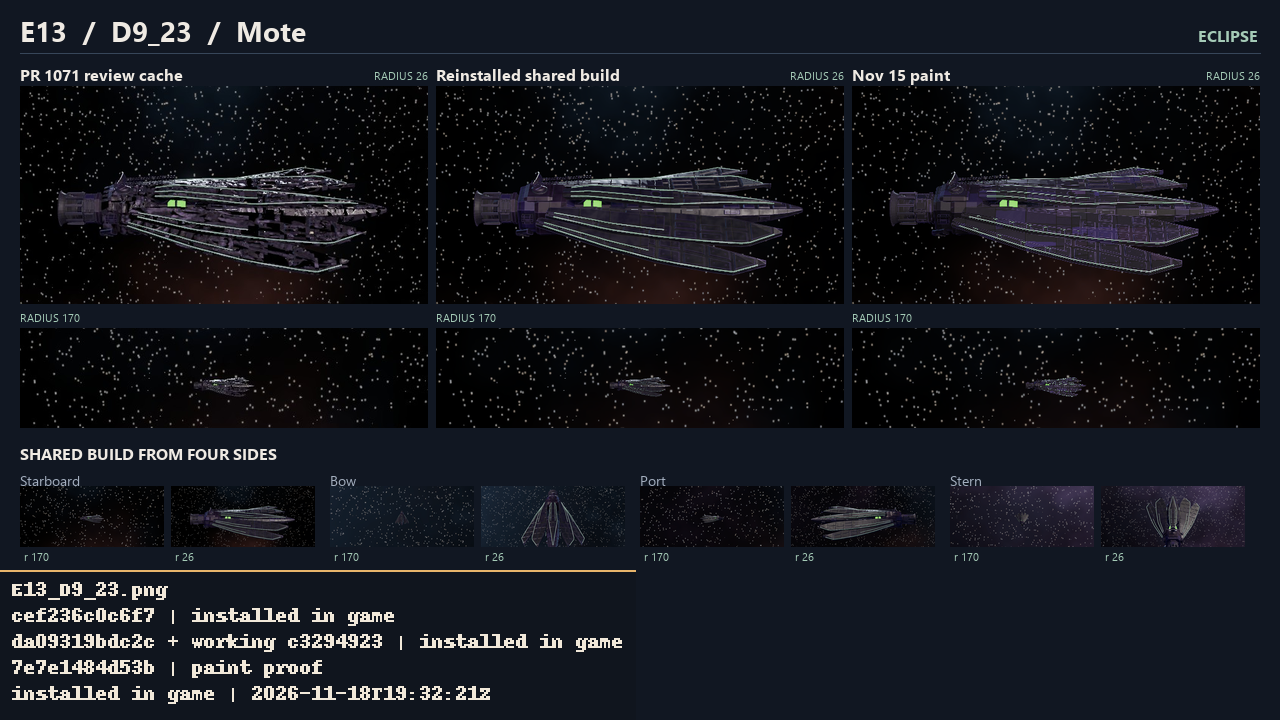 E13 / D9_23 / Mote
ECLIPSE
PR 1071 review cache
RADIUS 26
Reinstalled shared build
RADIUS 26
Nov 15 paint
RADIUS 26
RADIUS 170
RADIUS 170
RADIUS 170
SHARED BUILD FROM FOUR SIDES
Starboard
Bow
Port
Stern
r 170
r 26
r 170
r 26
r 170
r 26
r 170
r 26
E13_D9_23.png
cef236c0c6f7 | installed in game
da09319bdc2c + working c3294923 | installed in game
7e7e1484d53b | paint proof
installed in game | 2026-11-18T19:32:21Z